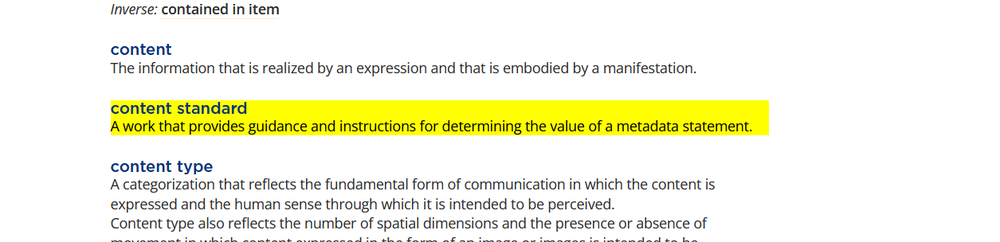 Inverse: contained in item
content
The information that is realized by an expression and that is embodied by a manifestation.
content standard
A work that provides guidance and instructions for determining the value of a metadata statement.
content type
A categorization that reflects the fundamental form of communication in which the content is
expressed and the human sense through which it is intended to be perceived.
Content type also reflects the number of spatial dimensions and the presence or absence of
movement in which content expressed in the form of an image or images is intended to be